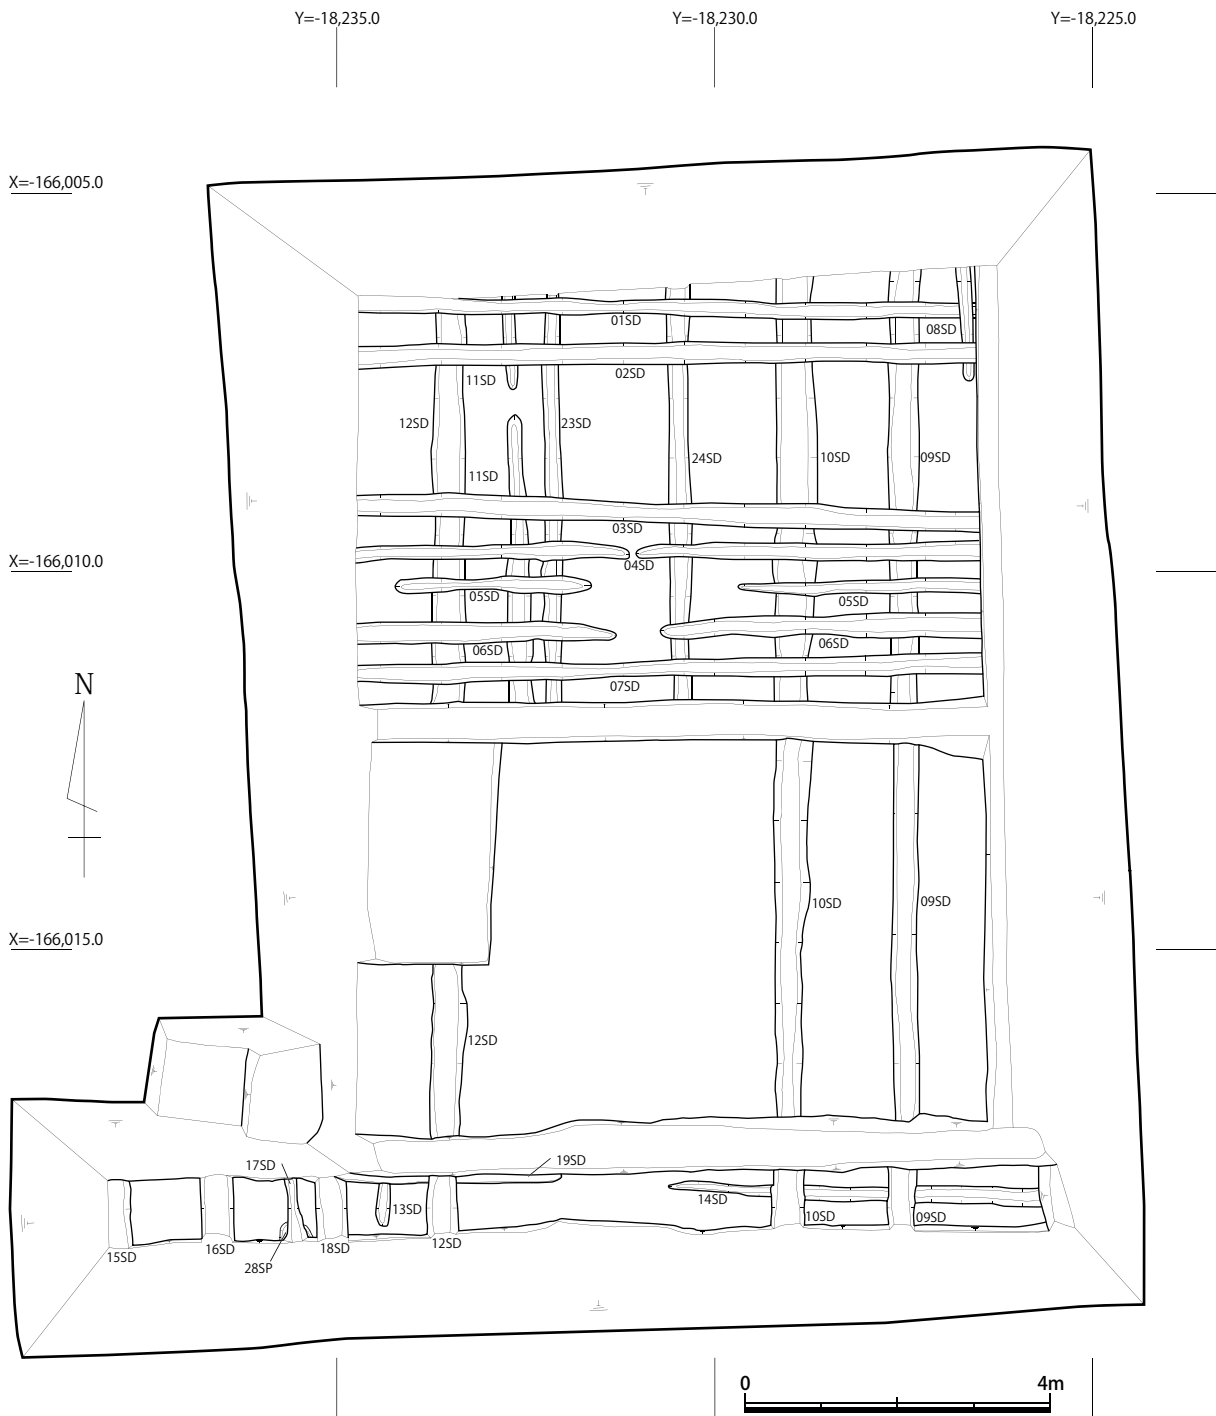 Y=-18,235.0 Y=-18,230.0 Y=-18,225.0
X=-166,005.0
01SD
08SD
02SD
11SD
12SD
23SD
24SD
10SD
09SD
11SD
03SD
X=-166,010.0
04SD
05SD
05SD
06SD
06SD
07SD
N
10SD
09SD
X=-166,015.0
12SD
17SD
19SD
14SD
13SD
10SD
09SD
15SD
16SD
18SD
12SD
28SP
0 4m